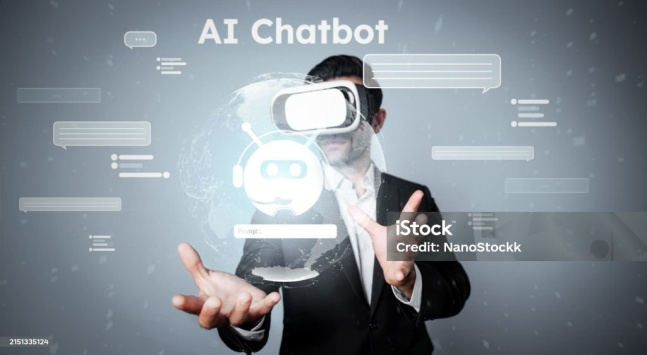 AI Chatbot
Prompt..
iStock
Credit: NanoStockk
2151335124